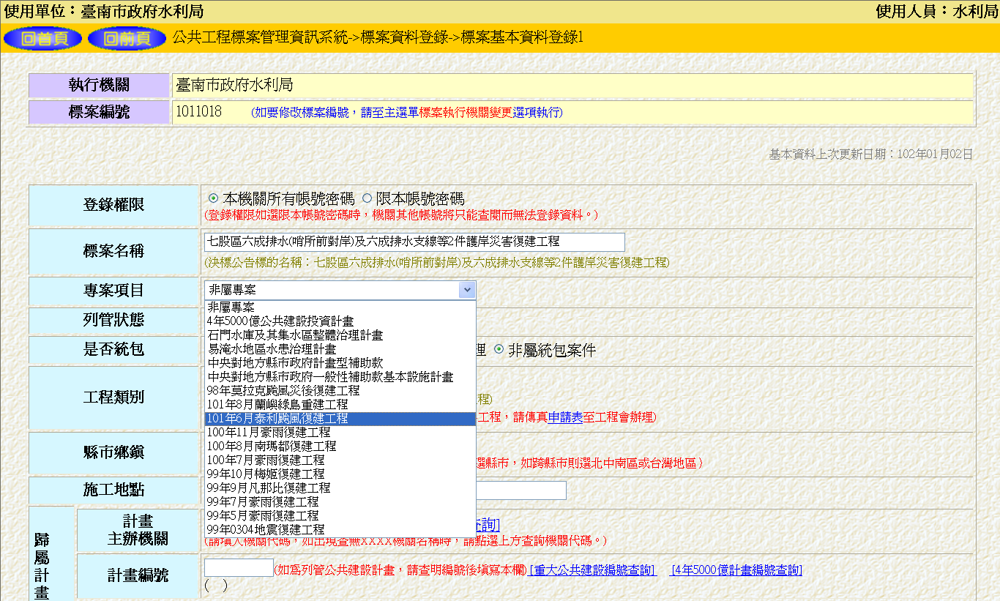 使用單位：臺南市政府水利局 使用人員：水利局
回首頁 回前頁 公共工程標案管理資訊系統->標案資料登錄->標案基本資料登錄1
執行機關 臺南市政府水利局
標案編號 1011018 (如要修改標案編號，請至主選單標案執行機關變更選項執行)
基本資料上次更新日期：102年01月02日
登錄權限 本機關所有帳號密碼 限本帳號密碼
(登錄權限如選限本帳號密碼時，機關其他帳號將只能查閱而無法登錄資料。)
標案名稱 七股區六成排水(哨所前對岸)及六成排水支線等2件護岸災害復建工程
(決標公告標的名稱：七股區六成排水(哨所前對岸)及六成排水支線等2件護岸災害復建工程)
專案項目 非屬專案
非屬專案
列管狀態 4年5000億公共建設投資計畫
石門水庫及其集水區整體治理計畫
是否統包 易淹水地區水患治理計畫 理 非屬統包案件
中央對地方縣市政府計畫型補助款
中央對地方縣市政府一般性補助款基本設施計畫
98年莫拉克颱風災後復建工程
工程類別 101年8月蘭嶼綠島重建工程 程)
101年6月泰利颱風復建工程 工程，請傳真申請表至工程會辦理)
100年11月豪雨復建工程
100年8月南瑪都復建工程
縣市鄉鎮 100年7月豪雨復建工程 選縣市，如跨縣市則選北中南區或台灣地區)
99年10月梅姬復建工程
施工地點 99年9月凡那比復建工程
99年7月豪雨復建工程
99年5月豪雨復建工程
99年0304地震復建工程
歸屬計畫
計畫主辦機關 查詢]
(請填入機關代碼，如出現查無XXXX機關名稱時，請點選上方查詢機關代碼。)
計畫編號 (如為列管公共建設計畫，請查明編號後填寫本欄) [重大公共建設編號查詢] [4年5000億計畫編號查詢]
( )